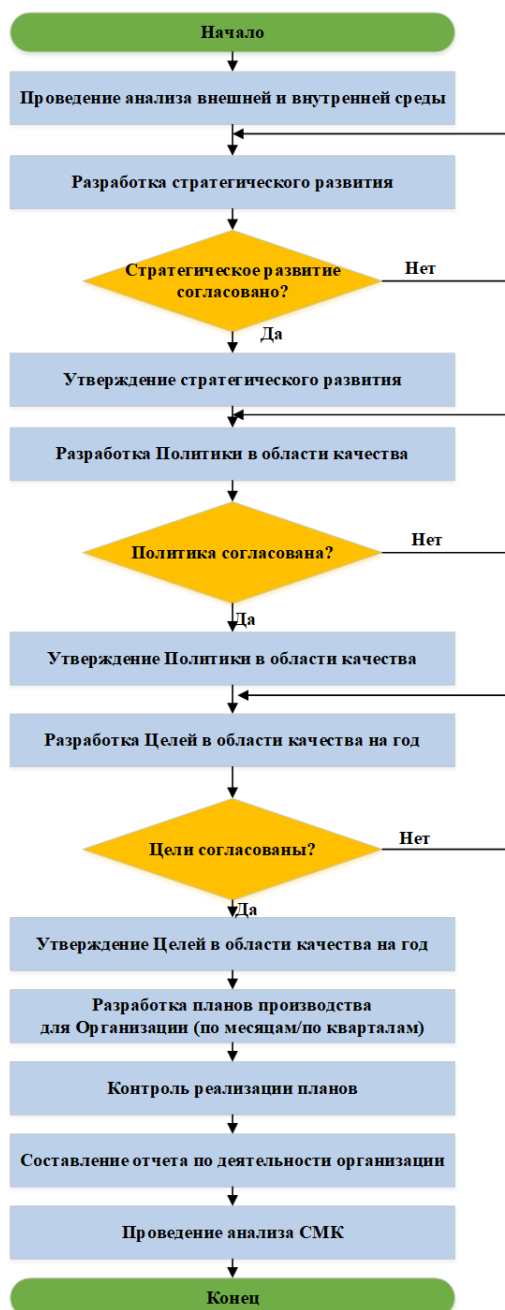 Начало
Проведение анализа внешней и внутренней среды
Разработка стратегического развития
Стратегическое развитие
согласовано?
Нет
Да
Утверждение стратегического развития
Разработка Политики в области качества
Политика согласована?
Нет
Да
Утверждение Политики в области качества
Разработка Целей в области качества на год
Цели согласованы?
Нет
Да
Утверждение Целей в области качества на год
Разработка планов производства
для Организации (по месяцам/по кварталам)
Контроль реализации планов
Составление отчета по деятельности организации
Проведение анализа СМК
Конец